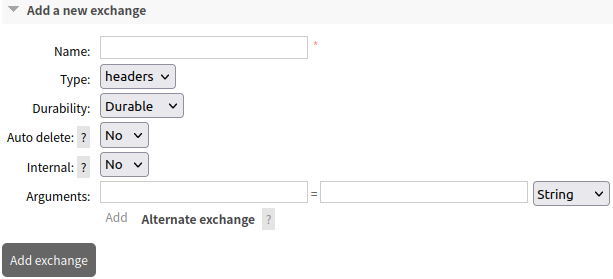 Add a new exchange
Name: *
Type: headers
Durability: Durable
Auto delete: ? No
Internal: ? No
Arguments: = String
Add Alternate exchange ?
Add exchange